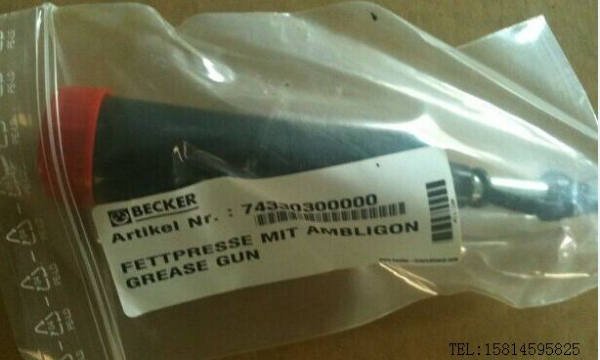 BECKER
Artikel Nr. : 74330300000
FETTPRESSE MIT AMBLIGON
GREASE GUN
TEL:15814595825